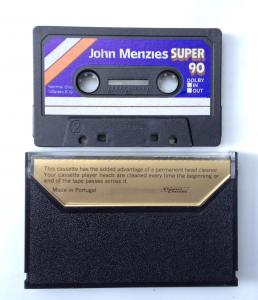 John Menzies SUPER
90
DOLBY
IN
OUT
This cassette has the added advantage of a permanent head cleaner.
Your cassette player heads are cleaned every time the beginning or
end of the tape passes across it.
Made in Portugal